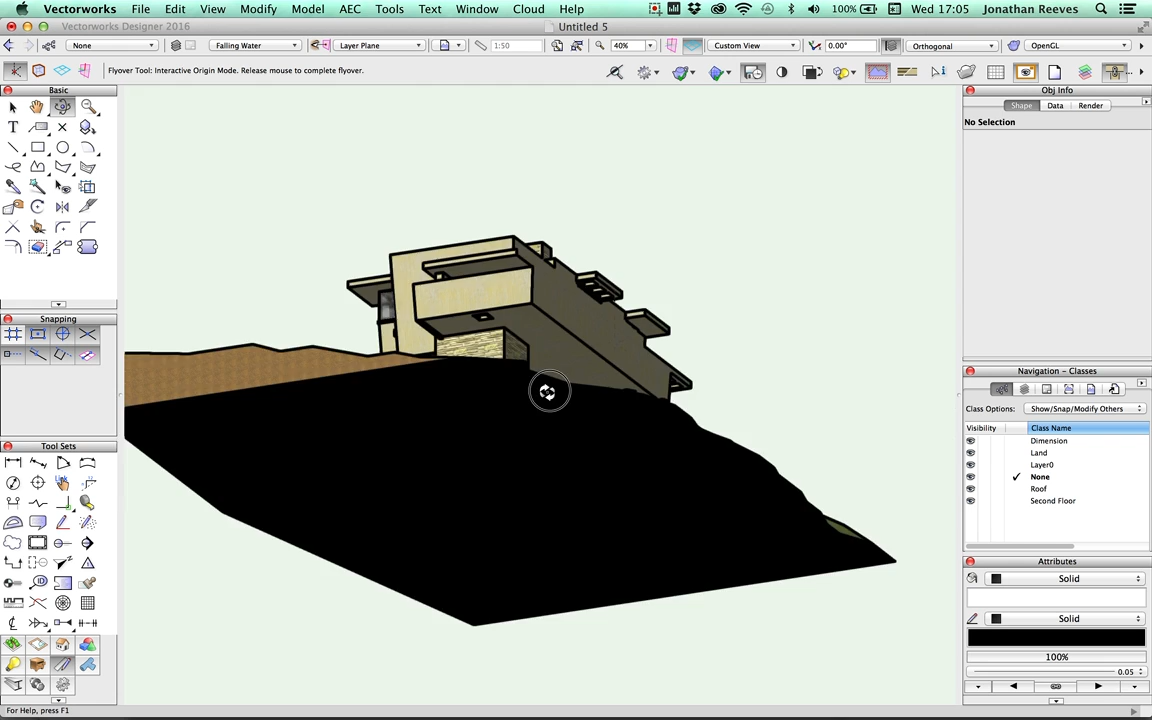 Vectorworks File Edit View Modify Model AEC Tools Text Window Cloud Help 100% Wed 17:05 Jonathan Reeves
Vectorworks Designer 2016 Untitled 5
None Falling Water Layer Plane 1:50 40% Custom View 0.00° Orthogonal OpenGL
Flyover Tool: Interactive Origin Mode. Release mouse to complete flyover.
Basic
Snapping
Tool Sets
Obj Info
Shape Data Render
No Selection
Navigation – Classes
Class Options: Show/Snap/Modify Others
Visibility Class Name
Dimension
Land
Layer0
None
Roof
Second Floor
Attributes
Solid
Solid
100%
0.05
For Help, press F1